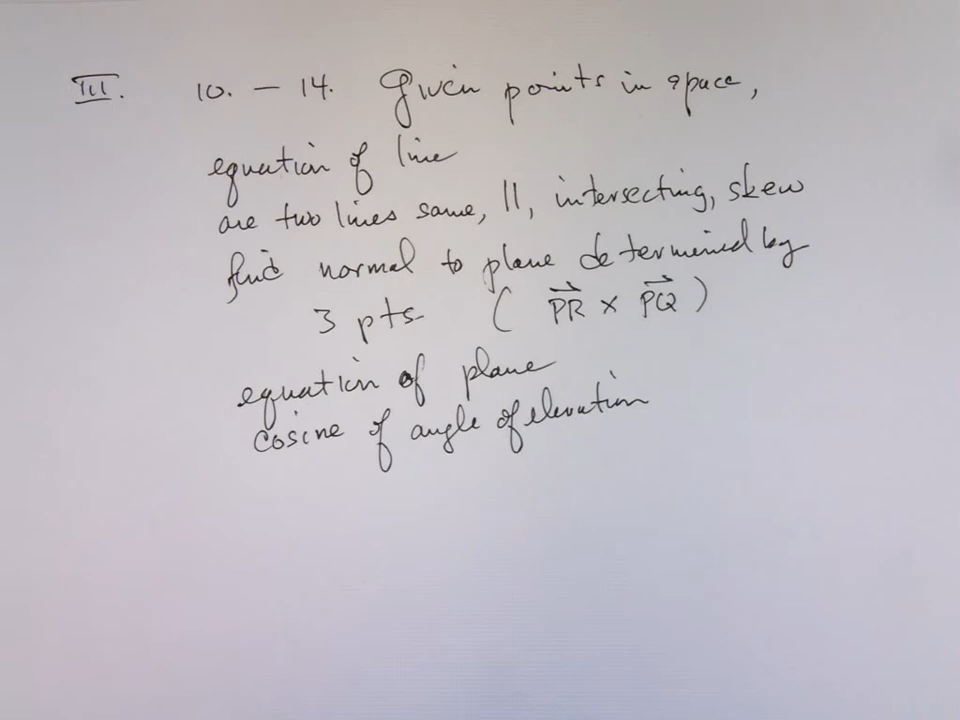 III. 10. – 14. Given points in space,
equation of line
are two lines same, ||, intersecting, skew
find normal to plane determined by
3 pts. ( PR × PQ )
equation of plane
cosine of angle of elevation